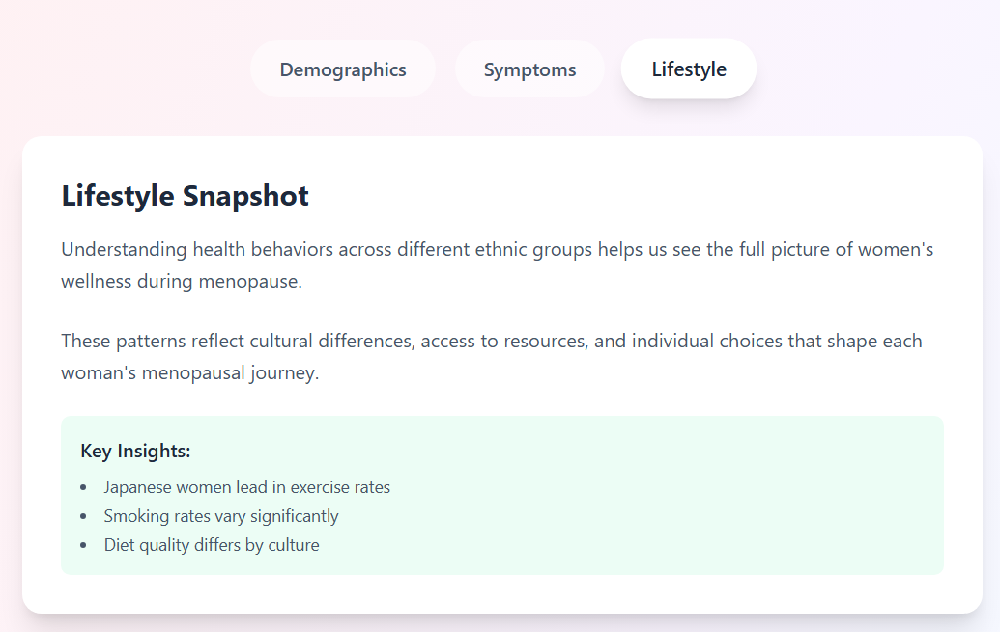 Demographics
Symptoms
Lifestyle
Lifestyle Snapshot
Understanding health behaviors across different ethnic groups helps us see the full picture of women's
wellness during menopause.
These patterns reflect cultural differences, access to resources, and individual choices that shape each
woman's menopausal journey.
Key Insights:
• Japanese women lead in exercise rates
• Smoking rates vary significantly
• Diet quality differs by culture